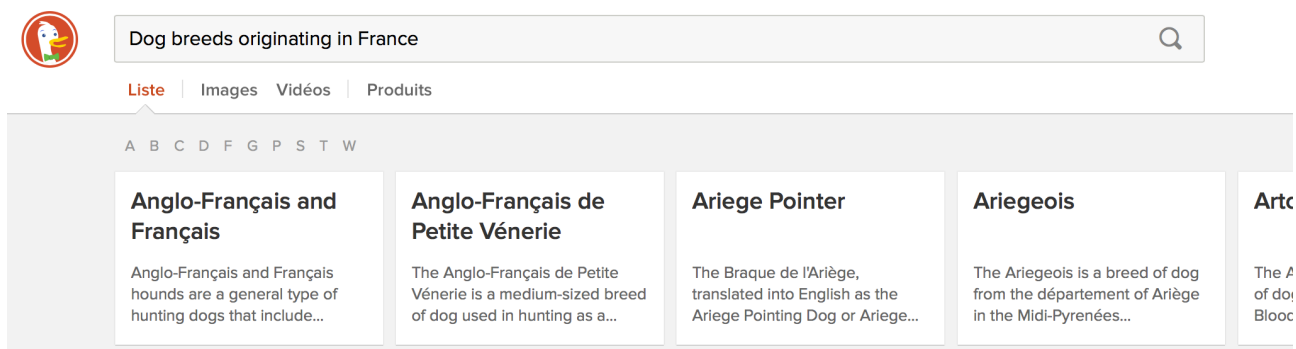 Dog breeds originating in France
Liste Images Vidéos Produits
A B C D F G P S T W
Anglo-Français and
Français
Anglo-Français and Français
hounds are a general type of
hunting dogs that include...
Anglo-Français de
Petite Vénerie
The Anglo-Français de Petite
Vénerie is a medium-sized breed
of dog used in hunting as a...
Ariege Pointer
The Braque de l'Ariège,
translated into English as the
Ariege Pointing Dog or Ariege...
Ariegeois
The Ariegeois is a breed of dog
from the département of Ariège
in the Midi-Pyrenées...
The